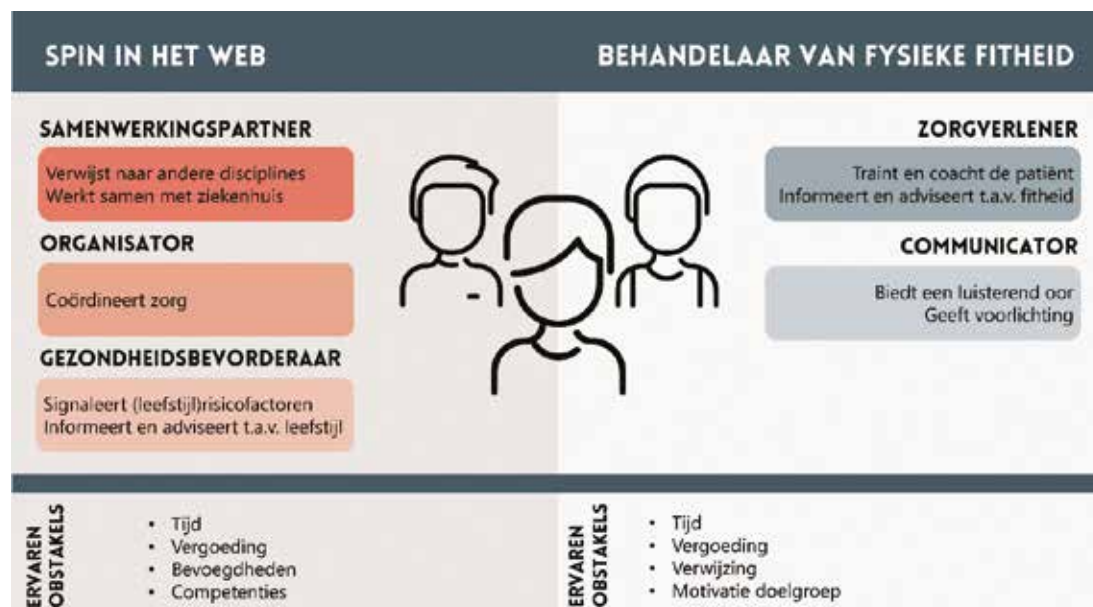 SPIN IN HET WEB
BEHANDELAAR VAN FYSIEKE FITHEID
SAMENWERKINGSPARTNER
Verwijst naar andere disciplines
Werkt samen met ziekenhuis
ORGANISATOR
Coördineert zorg
GEZONDHEIDSBEVORDERAAR
Signaleert (leefstijl)risicofactoren
Informeert en adviseert t.a.v. leefstijl
ZORGVERLENER
Traint en coacht de patiënt
Informeert en adviseert t.a.v. fitheid
COMMUNICATOR
Biedt een luisterend oor
Geeft voorlichting
ERVAREN
OBSTAKELS
• Tijd
• Vergoeding
• Bevoegdheden
• Competenties
ERVAREN
OBSTAKELS
• Tijd
• Vergoeding
• Verwijzing
• Motivatie doelgroep